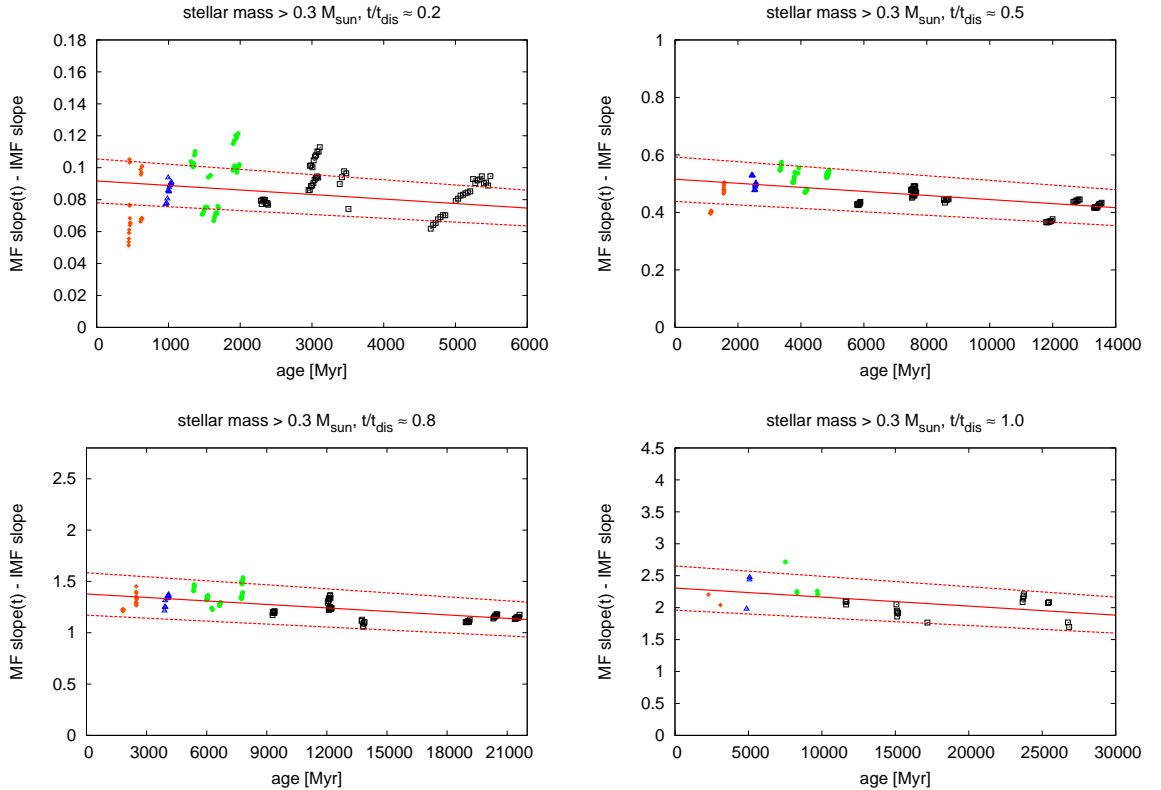 stellar mass > 0.3 M_sun, t/t_dis ≈ 0.2
MF slope(t) - IMF slope
0.18
0.16
0.14
0.12
0.1
0.08
0.06
0.04
0.02
0
0 1000 2000 3000 4000 5000 6000
age [Myr]
stellar mass > 0.3 M_sun, t/t_dis ≈ 0.5
MF slope(t) - IMF slope
1
0.8
0.6
0.4
0.2
0
0 2000 4000 6000 8000 10000 12000 14000
age [Myr]
stellar mass > 0.3 M_sun, t/t_dis ≈ 0.8
MF slope(t) - IMF slope
2.5
2
1.5
1
0.5
0
0 3000 6000 9000 12000 15000 18000 21000
age [Myr]
stellar mass > 0.3 M_sun, t/t_dis ≈ 1.0
MF slope(t) - IMF slope
4.5
4
3.5
3
2.5
2
1.5
1
0.5
0
0 5000 10000 15000 20000 25000 30000
age [Myr]